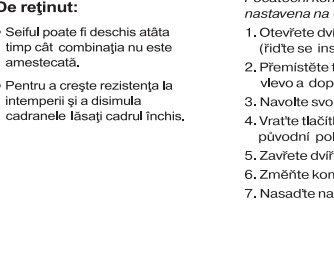 De reţinut:
Seiful poate fi deschis atâta
timp cât combinaţia nu este
amestecată.
Pentru a creşte rezistenţa la
intemperii şi a disimula
cadranele lăsaţi cadrul închis.
nastavena na
1. Otevřete dví
(řiďte se ins
2. Přemístěte t
vlevo a dop
3. Navolte svo
4. Vraťte tlačítl
původní pol
5. Zavřete dvíř
6. Změňte kon
7. Nasaďte na